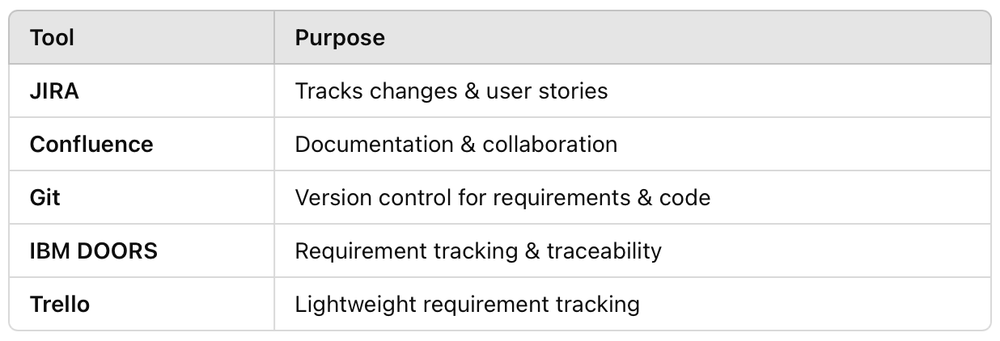 Tool Purpose
JIRA Tracks changes & user stories
Confluence Documentation & collaboration
Git Version control for requirements & code
IBM DOORS Requirement tracking & traceability
Trello Lightweight requirement tracking